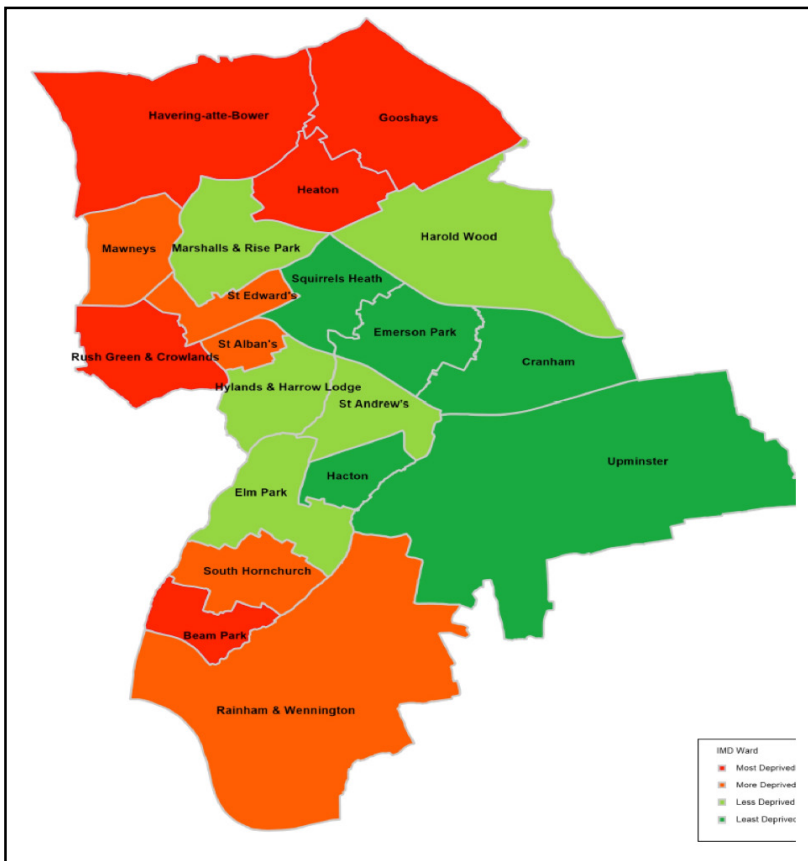 Havering-atte-Bower
Gooshays
Heaton
Harold Wood
Mawneys
Marshalls & Rise Park
Squirrels Heath
St Edward's
Emerson Park
St Alban's
Rush Green & Crowlands
Cranham
Hylands & Harrow Lodge
St Andrew's
Upminster
Hacton
Elm Park
South Hornchurch
Beam Park
Rainham & Wennington
IMD Ward
Most Deprived
More Deprived
Less Deprived
Least Deprived